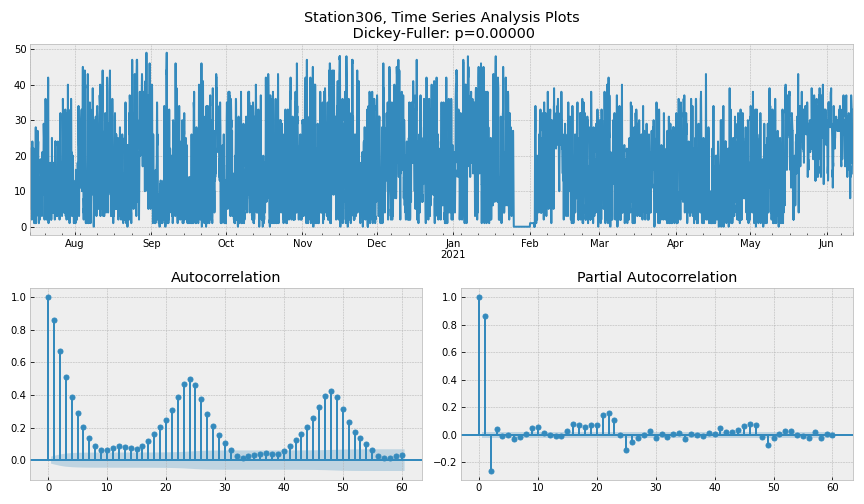 Station306, Time Series Analysis Plots
Dickey-Fuller: p=0.00000
50
40
30
20
10
0
Aug Sep Oct Nov Dec Jan Feb Mar Apr May Jun
2021
Autocorrelation
1.0
0.8
0.6
0.4
0.2
0.0
0 10 20 30 40 50 60
Partial Autocorrelation
1.0
0.8
0.6
0.4
0.2
0.0
−0.2
0 10 20 30 40 50 60